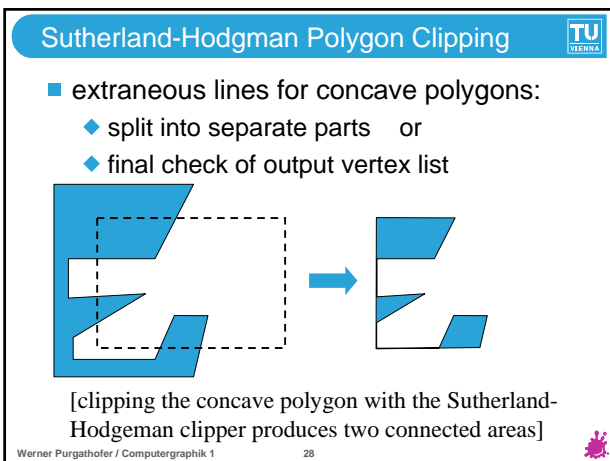 Sutherland-Hodgman Polygon Clipping
TU
VIENNA
extraneous lines for concave polygons:
split into separate parts or
final check of output vertex list
[clipping the concave polygon with the Sutherland-
Hodgeman clipper produces two connected areas]
Werner Purgathofer / Computergraphik 1 28